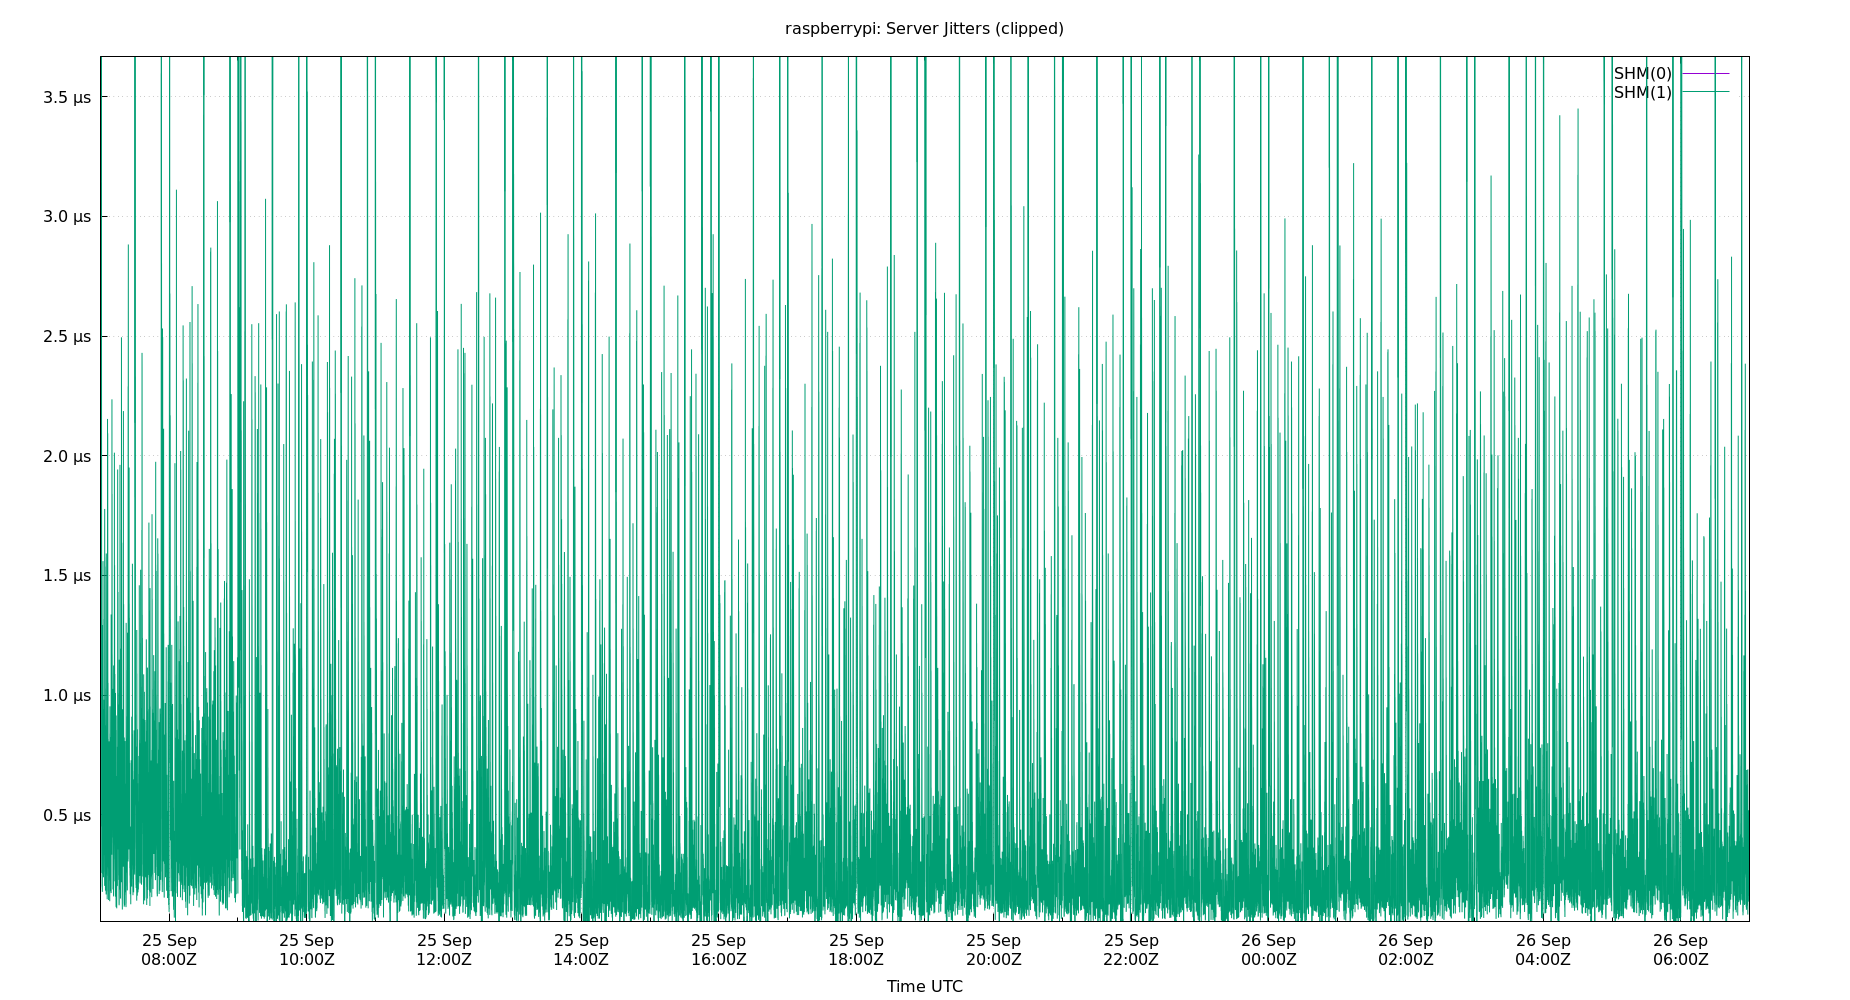 raspberrypi: Server Jitters (clipped)
SHM(0)
SHM(1)
3.5 μs
3.0 μs
2.5 μs
2.0 μs
1.5 μs
1.0 μs
0.5 μs
25 Sep 25 Sep 25 Sep 25 Sep 25 Sep 25 Sep 25 Sep 25 Sep 26 Sep 26 Sep 26 Sep 26 Sep
08:00Z 10:00Z 12:00Z 14:00Z 16:00Z 18:00Z 20:00Z 22:00Z 00:00Z 02:00Z 04:00Z 06:00Z
Time UTC